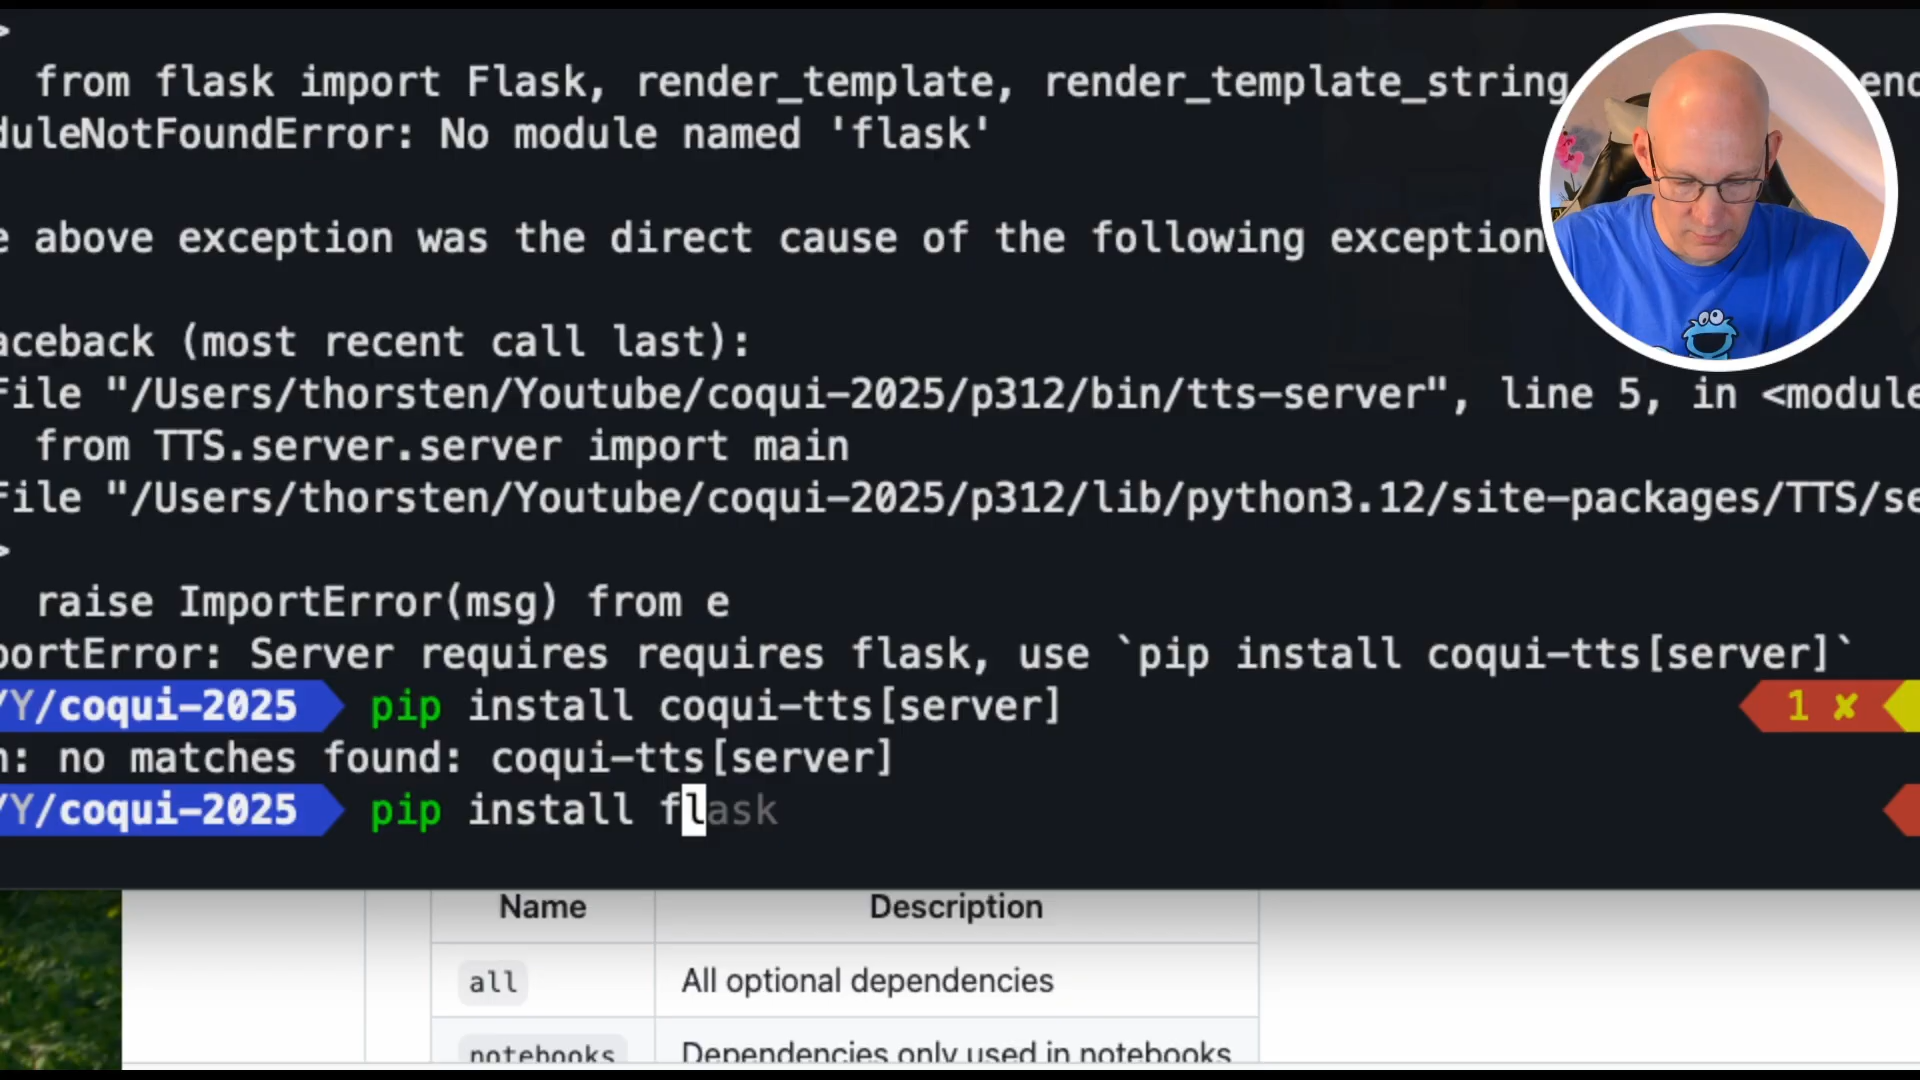 >
from flask import Flask, render_template, render_template_string
duleNotFoundError: No module named 'flask'
e above exception was the direct cause of the following exception
aceback (most recent call last):
File "/Users/thorsten/Youtube/coqui-2025/p312/bin/tts-server", line 5, in <module
from TTS.server.server import main
File "/Users/thorsten/Youtube/coqui-2025/p312/lib/python3.12/site-packages/TTS/se
>
raise ImportError(msg) from e
portError: Server requires requires flask, use `pip install coqui-tts[server]`
/Y/coqui-2025 pip install coqui-tts[server] 1 ✘
n: no matches found: coqui-tts[server]
/Y/coqui-2025 pip install flask
Name Description
all All optional dependencies
notebooks Dependencies only used in notebooks